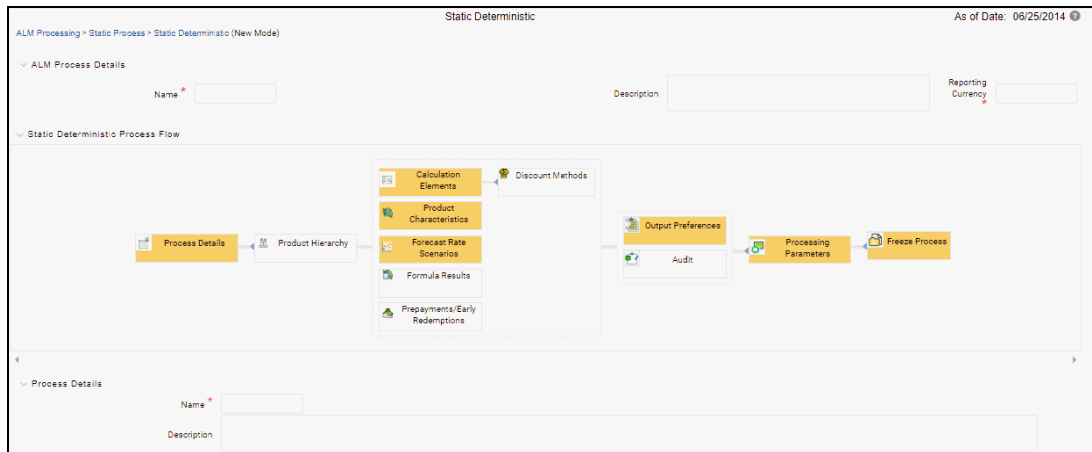 Static Deterministic
As of Date: 06/25/2014
ALM Processing > Static Process > Static Deterministic (New Mode)
ALM Process Details
Name *
Description
Reporting
Currency
*
Static Deterministic Process Flow
Calculation
Elements
Discount Methods
Product
Characteristics
Output Preferences
Process Details
Product Hierarchy
Forecast Rate
Scenarios
Processing
Parameters
Freeze Process
Audit
Formula Results
Prepayments/Early
Redemptions
Process Details
Name *
Description